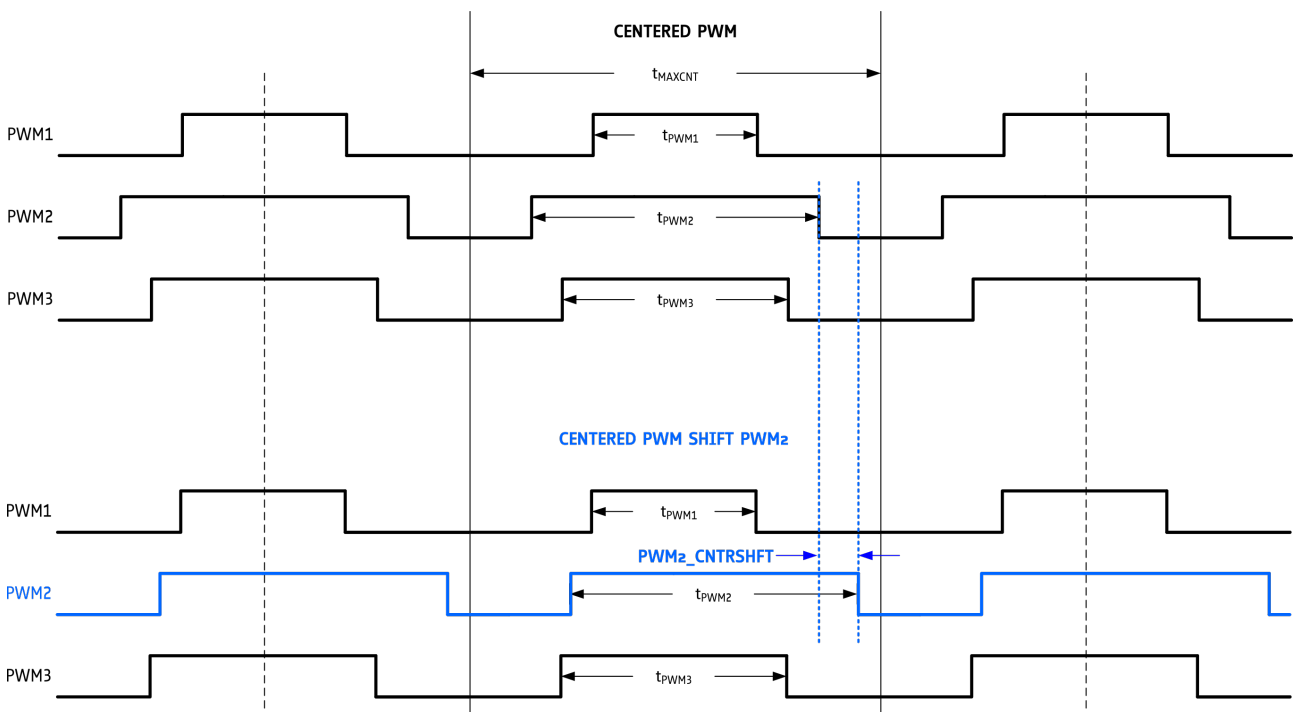 CENTERED PWM
tMAXCNT
PWM1
tPWM1
PWM2
tPWM2
PWM3
tPWM3
CENTERED PWM SHIFT PWM2
PWM1
tPWM1
PWM2_CNTRSHFT
PWM2
tPWM2
PWM3
tPWM3